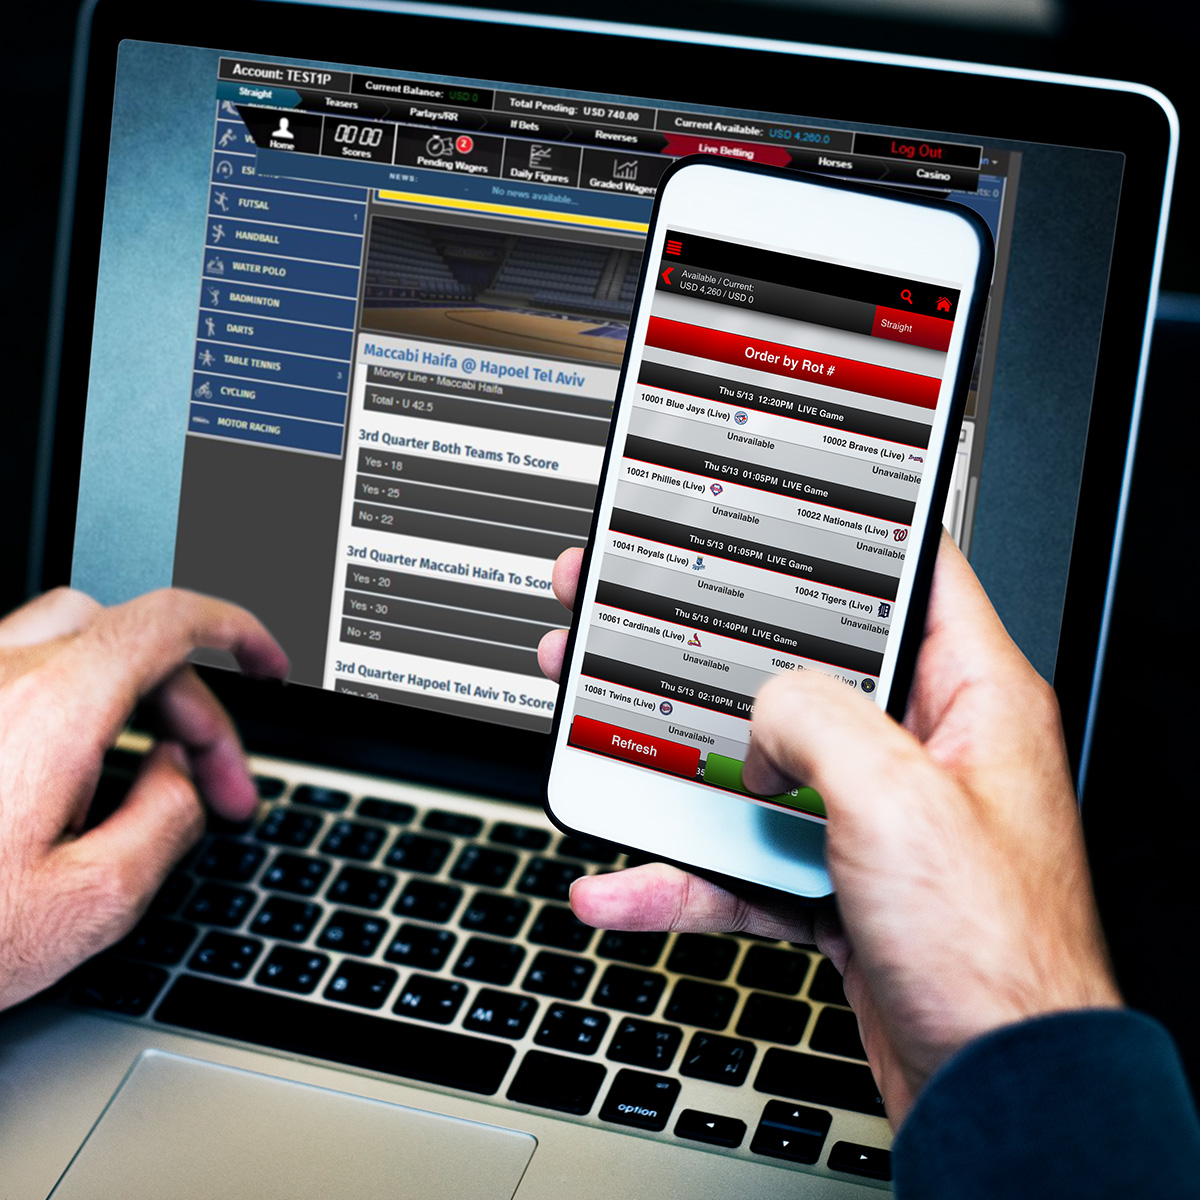 Account: TEST1P
Current Balance: USD 0
Total Pending: USD 740.00
Current Available: USD 4,260.0
Log Out
Straight
Teasers
Parlays/RR
If Bets
Reverses
Live Betting
Horses
Casino
Home
00 00
Scores
2
Pending Wagers
Daily Figures
Graded Wagers
NEWS:
No news available...
FUTSAL
1
HANDBALL
WATER POLO
BADMINTON
DARTS
TABLE TENNIS
3
CYCLING
MOTOR RACING
Maccabi Haifa @ Hapoel Tel Aviv
Money Line • Maccabi Haifa
Total • U 42.5
3rd Quarter Both Teams To Score
Yes • 18
Yes • 25
No • 22
3rd Quarter Maccabi Haifa To Scor
Yes • 20
Yes • 30
No • 25
3rd Quarter Hapoel Tel Aviv To Score
Yes • 20
Available / Current:
USD 4,260 / USD 0
Straight
Order by Rot #
Thu 5/13 12:20PM LIVE Game
10001 Blue Jays (Live)
10002 Braves (Live)
Unavailable
Unavailable
Thu 5/13 01:05PM LIVE Game
10021 Phillies (Live)
10022 Nationals (Live)
Unavailable
Unavailable
Thu 5/13 01:05PM LIVE Game
10041 Royals (Live)
10042 Tigers (Live)
Unavailable
Unavailable
Thu 5/13 01:40PM LIVE Game
10061 Cardinals (Live)
10062
Unavailable
Thu 5/13 02:10PM LIVE
10081 Twins (Live)
Unavailable
Refresh
B
N
M
option